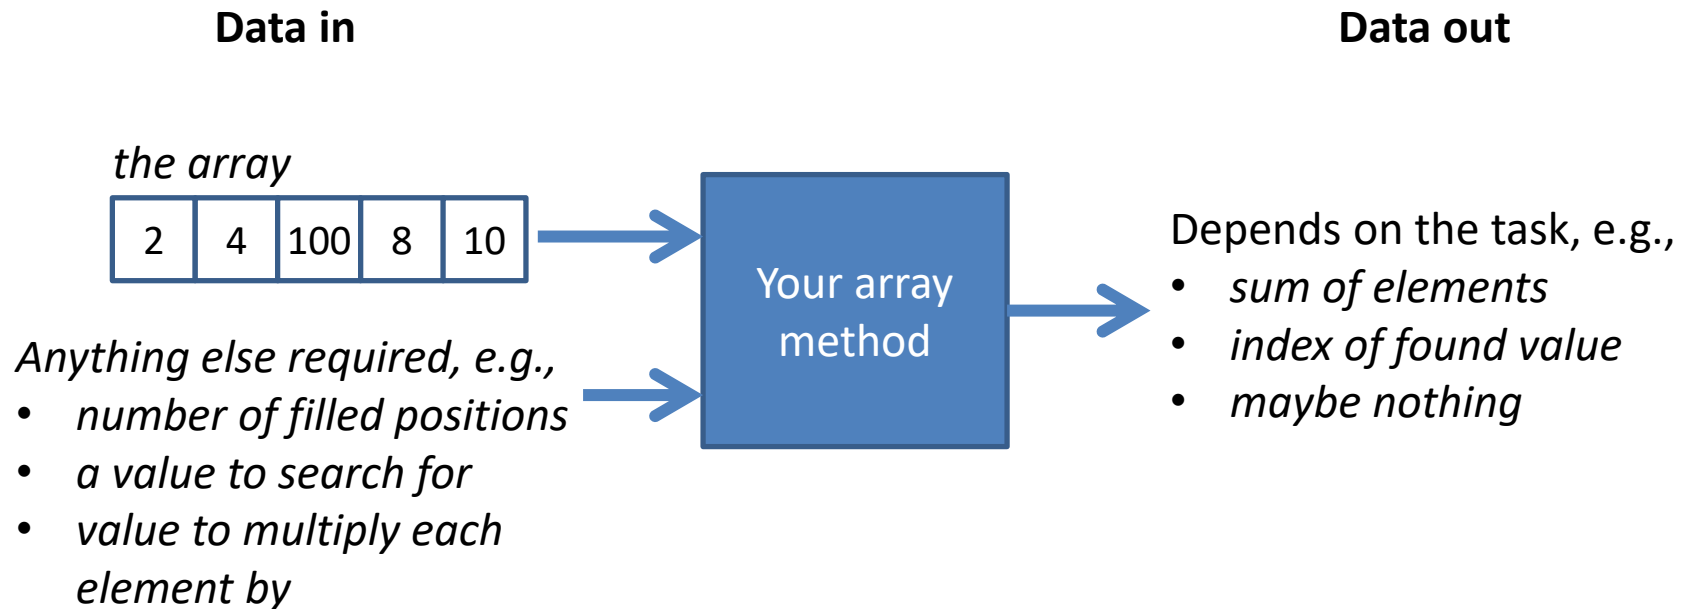 Data in
Data out
the array
2 4 100 8 10
Anything else required, e.g.,
• number of filled positions
• a value to search for
• value to multiply each
element by
Your array
method
Depends on the task, e.g.,
• sum of elements
• index of found value
• maybe nothing